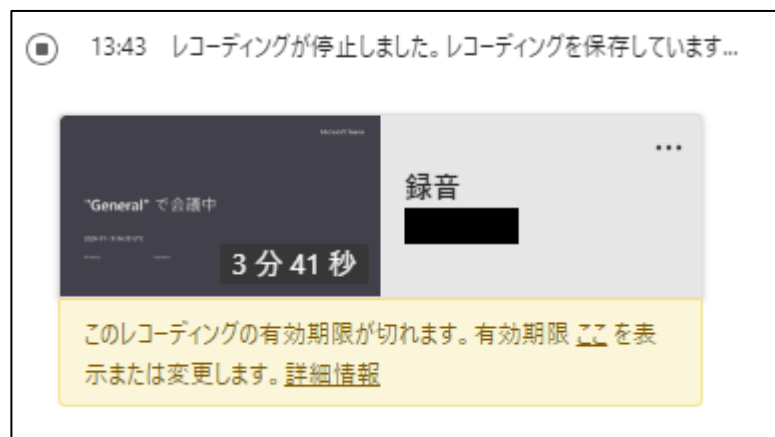 13:43 レコーディングが停止しました。レコーディングを保存しています...
Microsoft Teams
"General" で会議中
3 分 41 秒
録音
このレコーディングの有効期限が切れます。有効期限 ここ を表
示または変更します。詳細情報